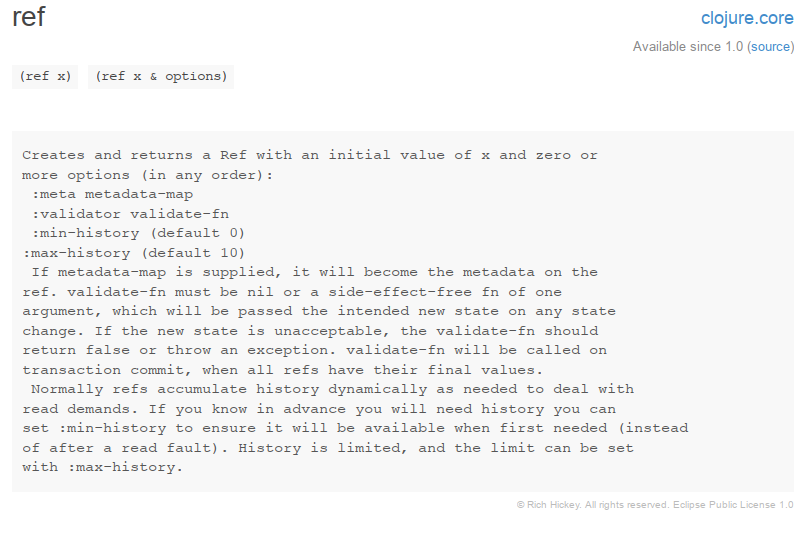 ref
clojure.core
Available since 1.0 (source)
(ref x) (ref x & options)
Creates and returns a Ref with an initial value of x and zero or
more options (in any order):
:meta metadata-map
:validator validate-fn
:min-history (default 0)
:max-history (default 10)
If metadata-map is supplied, it will become the metadata on the
ref. validate-fn must be nil or a side-effect-free fn of one
argument, which will be passed the intended new state on any state
change. If the new state is unacceptable, the validate-fn should
return false or throw an exception. validate-fn will be called on
transaction commit, when all refs have their final values.
Normally refs accumulate history dynamically as needed to deal with
read demands. If you know in advance you will need history you can
set :min-history to ensure it will be available when first needed (instead
of after a read fault). History is limited, and the limit can be set
with :max-history.
© Rich Hickey. All rights reserved. Eclipse Public License 1.0